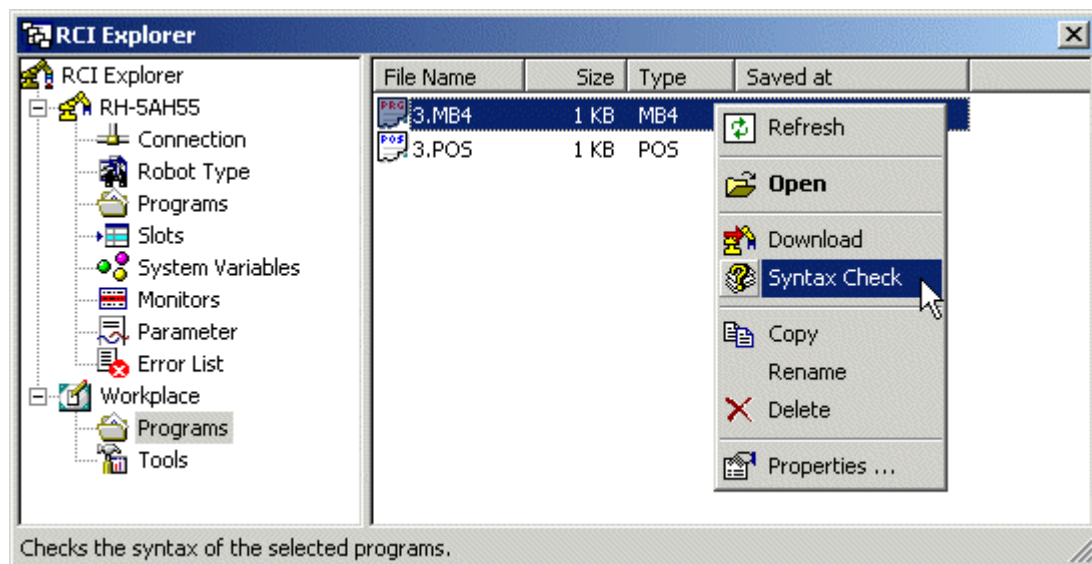 RCI Explorer
RCI Explorer
RH-5AH55
Connection
Robot Type
Programs
Slots
System Variables
Monitors
Parameter
Error List
Workplace
Programs
Tools
File Name Size Type Saved at
PRG 3.MB4 1 KB MB4
POS 3.POS 1 KB POS
Refresh
Open
Download
Syntax Check
Copy
Rename
Delete
Properties ...
Checks the syntax of the selected programs.